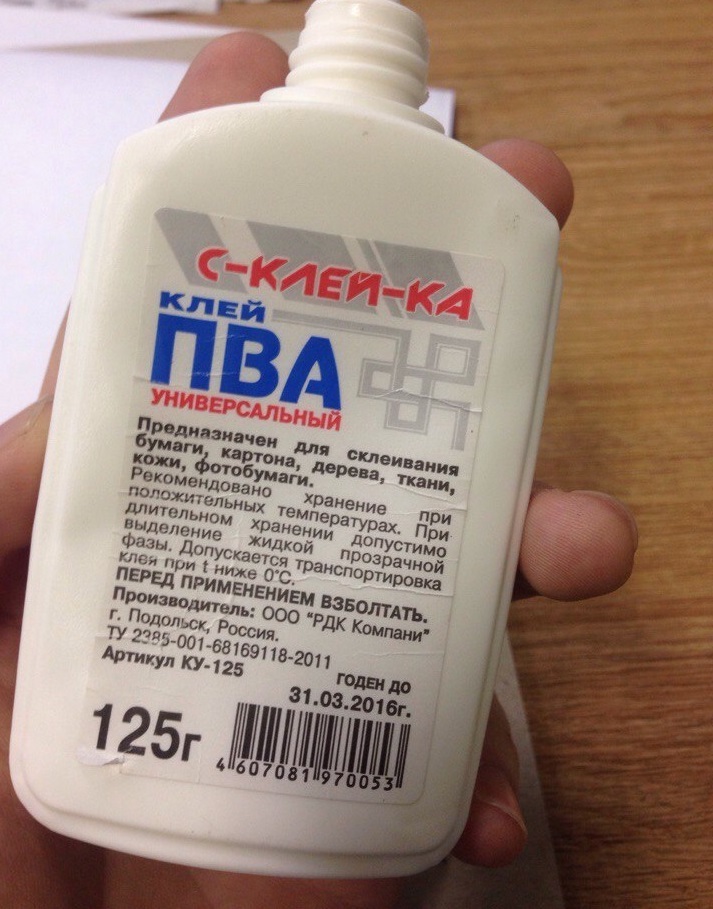 С-КЛЕЙ-КА
КЛЕЙ
ПВА
УНИВЕРСАЛЬНЫЙ
Предназначен для склеивания
бумаги, картона, дерева, ткани,
кожи, фотобумаги.
Рекомендовано хранение при
положительных температурах. При
длительном хранении допустимо
выделение жидкой прозрачной
фазы. Допускается транспортировка
клея при t ниже 0°С.
ПЕРЕД ПРИМЕНЕНИЕМ ВЗБОЛТАТЬ.
Производитель: ООО "РДК Компани"
г. Подольск, Россия.
ТУ 2385-001-68169118-2011
Артикул КУ-125
ГОДЕН ДО
31.03.2016г.
125г
4 607081 970053